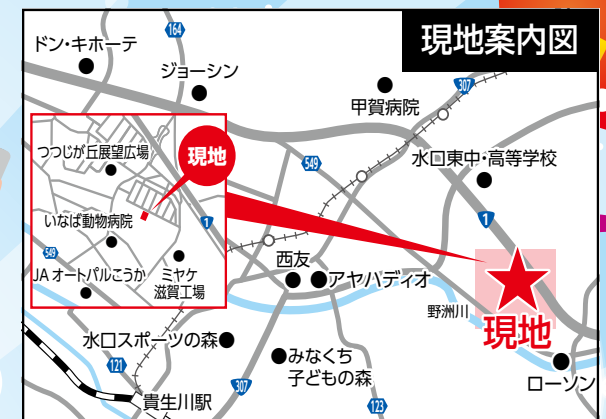 現地案内図
ドン・キホーテ
164
ジョーシン
307
甲賀病院
549
水口東中・高等学校
1
つつじが丘展望広場
現地
いなば動物病院
1
549
JAオートパルこうか
ミヤケ
滋賀工場
西友
アヤハディオ
野洲川
現地
水口スポーツの森
みなくち
子どもの森
ローソン
121
貴生川駅
307
123